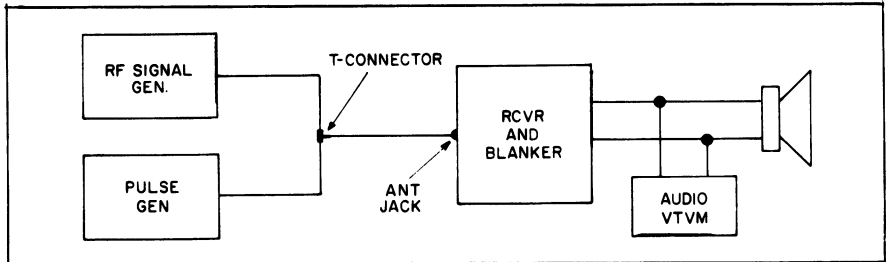 RF SIGNAL
GEN.
T-CONNECTOR
RCVR
AND
BLANKER
PULSE
GEN
ANT
JACK
AUDIO
VTVM